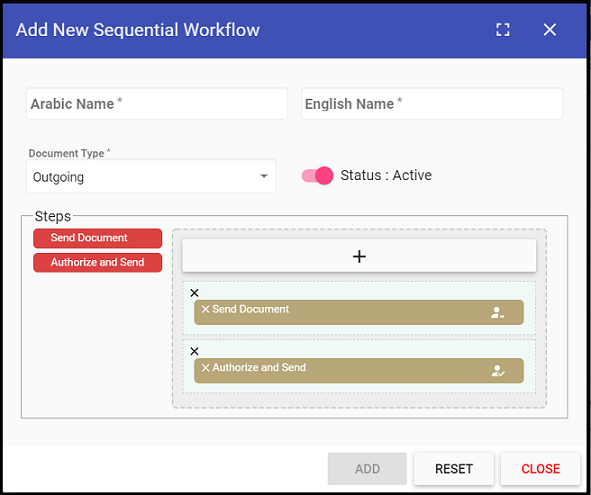 Add New Sequential Workflow
Arabic Name *
English Name *
Document Type *
Outgoing
Status : Active
Steps
Send Document
Authorize and Send
+
× Send Document
× Authorize and Send
ADD
RESET
CLOSE